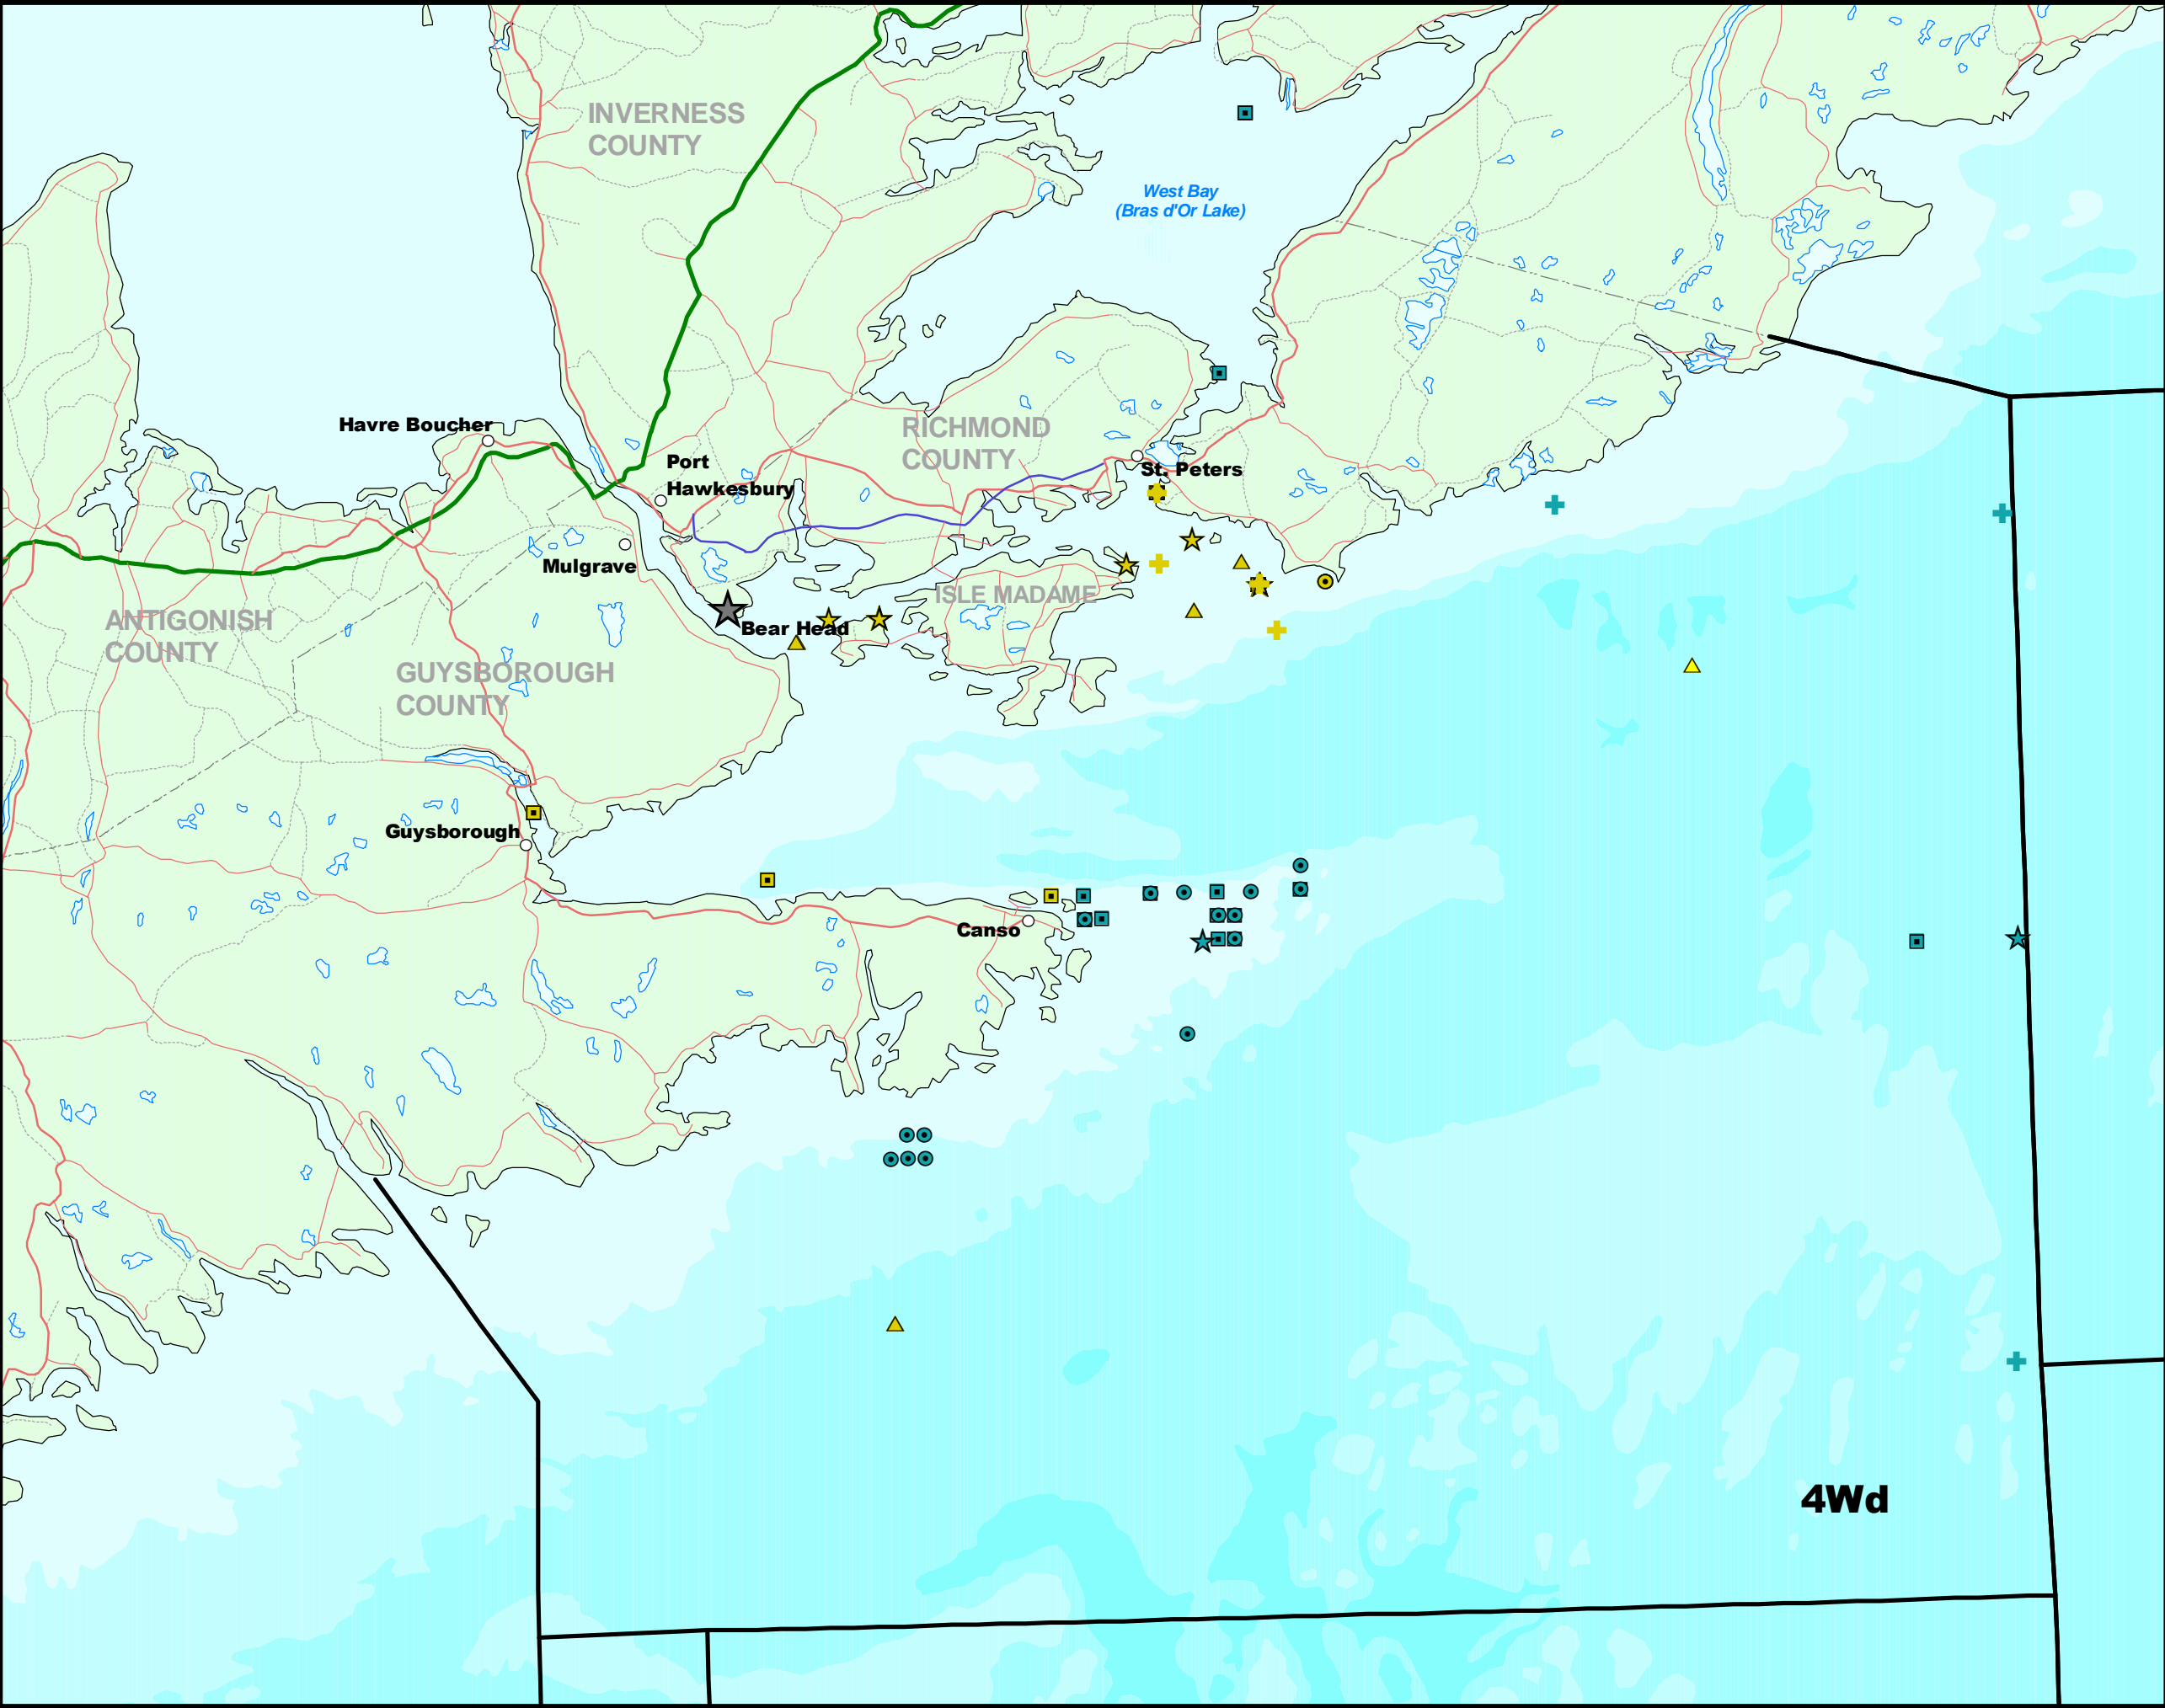 INVERNESS
COUNTY
West Bay
(Bras d'Or Lake)
Havre Boucher
RICHMOND
COUNTY
Port
Hawkesbury
St. Peters
Mulgrave
ISLE MADAME
ANTIGONISH
COUNTY
Bear Head
GUYSBOROUGH
COUNTY
Guysborough
Canso
4Wd